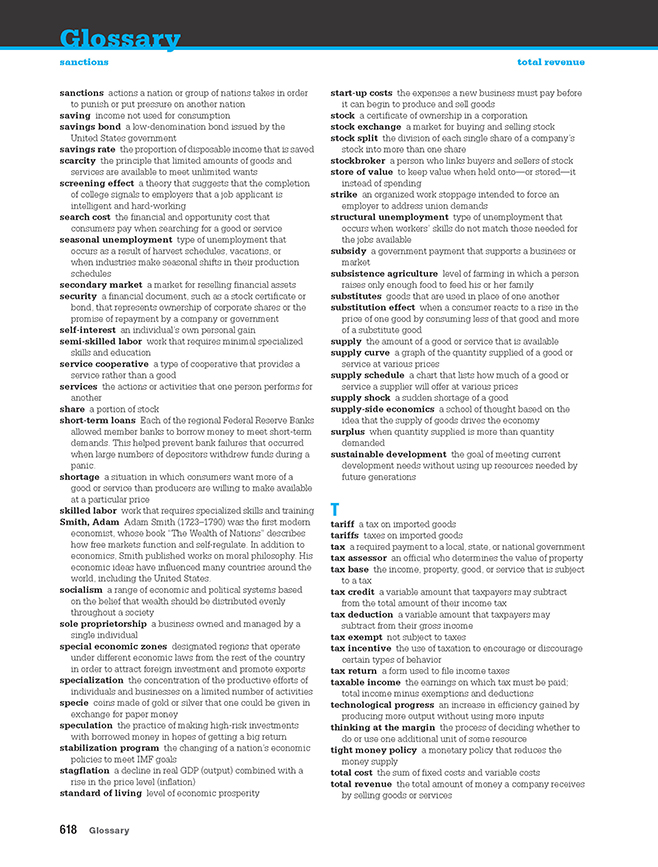 Glossary
sanctions
total revenue
sanctions actions a nation or group of nations takes in order
to punish or put pressure on another nation
saving income not used for consumption
savings bond a low-denomination bond issued by the
United States government
savings rate the proportion of disposable income that is saved
scarcity the principle that limited amounts of goods and
services are available to meet unlimited wants
screening effect a theory that suggests that the completion
of college signals to employers that a job applicant is
intelligent and hard-working
search cost the financial and opportunity cost that
consumers pay when searching for a good or service
seasonal unemployment type of unemployment that
occurs as a result of harvest schedules, vacations, or
when industries make seasonal shifts in their production
schedules
secondary market a market for reselling financial assets
security a financial document, such as a stock certificate or
bond, that represents ownership of corporate shares or the
promise of repayment by a company or government
self-interest an individual's own personal gain
semi-skilled labor work that requires minimal specialized
skills and education
service cooperative a type of cooperative that provides a
service rather than a good
services the actions or activities that one person performs for
another
share a portion of stock
short-term loans Each of the regional Federal Reserve Banks
allowed member banks to borrow money to meet short-term
demands. This helped prevent bank failures that occurred
when large numbers of depositors withdrew funds during a
panic.
shortage a situation in which consumers want more of a
good or service than producers are willing to make available
at a particular price
skilled labor work that requires specialized skills and training
Smith, Adam Adam Smith (1723–1790) was the first modern
economist, whose book "The Wealth of Nations" describes
how free markets function and self-regulate. In addition to
economics, Smith published works on moral philosophy. His
economic ideas have influenced many countries around the
world, including the United States.
socialism a range of economic and political systems based
on the belief that wealth should be distributed evenly
throughout a society
sole proprietorship a business owned and managed by a
single individual
special economic zones designated regions that operate
under different economic laws from the rest of the country
in order to attract foreign investment and promote exports
specialization the concentration of the productive efforts of
individuals and businesses on a limited number of activities
specie coins made of gold or silver that one could be given in
exchange for paper money
speculation the practice of making high-risk investments
with borrowed money in hopes of getting a big return
stabilization program the changing of a nation's economic
policies to meet IMF goals
stagflation a decline in real GDP (output) combined with a
rise in the price level (inflation)
standard of living level of economic prosperity
start-up costs the expenses a new business must pay before
it can begin to produce and sell goods
stock a certificate of ownership in a corporation
stock exchange a market for buying and selling stock
stock split the division of each single share of a company's
stock into more than one share
stockbroker a person who links buyers and sellers of stock
store of value to keep value when held onto—or stored—it
instead of spending
strike an organized work stoppage intended to force an
employer to address union demands
structural unemployment type of unemployment that
occurs when workers' skills do not match those needed for
the jobs available
subsidy a government payment that supports a business or
market
subsistence agriculture level of farming in which a person
raises only enough food to feed his or her family
substitutes goods that are used in place of one another
substitution effect when a consumer reacts to a rise in the
price of one good by consuming less of that good and more
of a substitute good
supply the amount of a good or service that is available
supply curve a graph of the quantity supplied of a good or
service at various prices
supply schedule a chart that lists how much of a good or
service a supplier will offer at various prices
supply shock a sudden shortage of a good
supply-side economics a school of thought based on the
idea that the supply of goods drives the economy
surplus when quantity supplied is more than quantity
demanded
sustainable development the goal of meeting current
development needs without using up resources needed by
future generations
T
tariff a tax on imported goods
tariffs taxes on imported goods
tax a required payment to a local, state, or national government
tax assessor an official who determines the value of property
tax base the income, property, good, or service that is subject
to a tax
tax credit a variable amount that taxpayers may subtract
from the total amount of their income tax
tax deduction a variable amount that taxpayers may
subtract from their gross income
tax exempt not subject to taxes
tax incentive the use of taxation to encourage or discourage
certain types of behavior
tax return a form used to file income taxes
taxable income the earnings on which tax must be paid;
total income minus exemptions and deductions
technological progress an increase in efficiency gained by
producing more output without using more inputs
thinking at the margin the process of deciding whether to
do or use one additional unit of some resource
tight money policy a monetary policy that reduces the
money supply
total cost the sum of fixed costs and variable costs
total revenue the total amount of money a company receives
by selling goods or services
618 Glossary